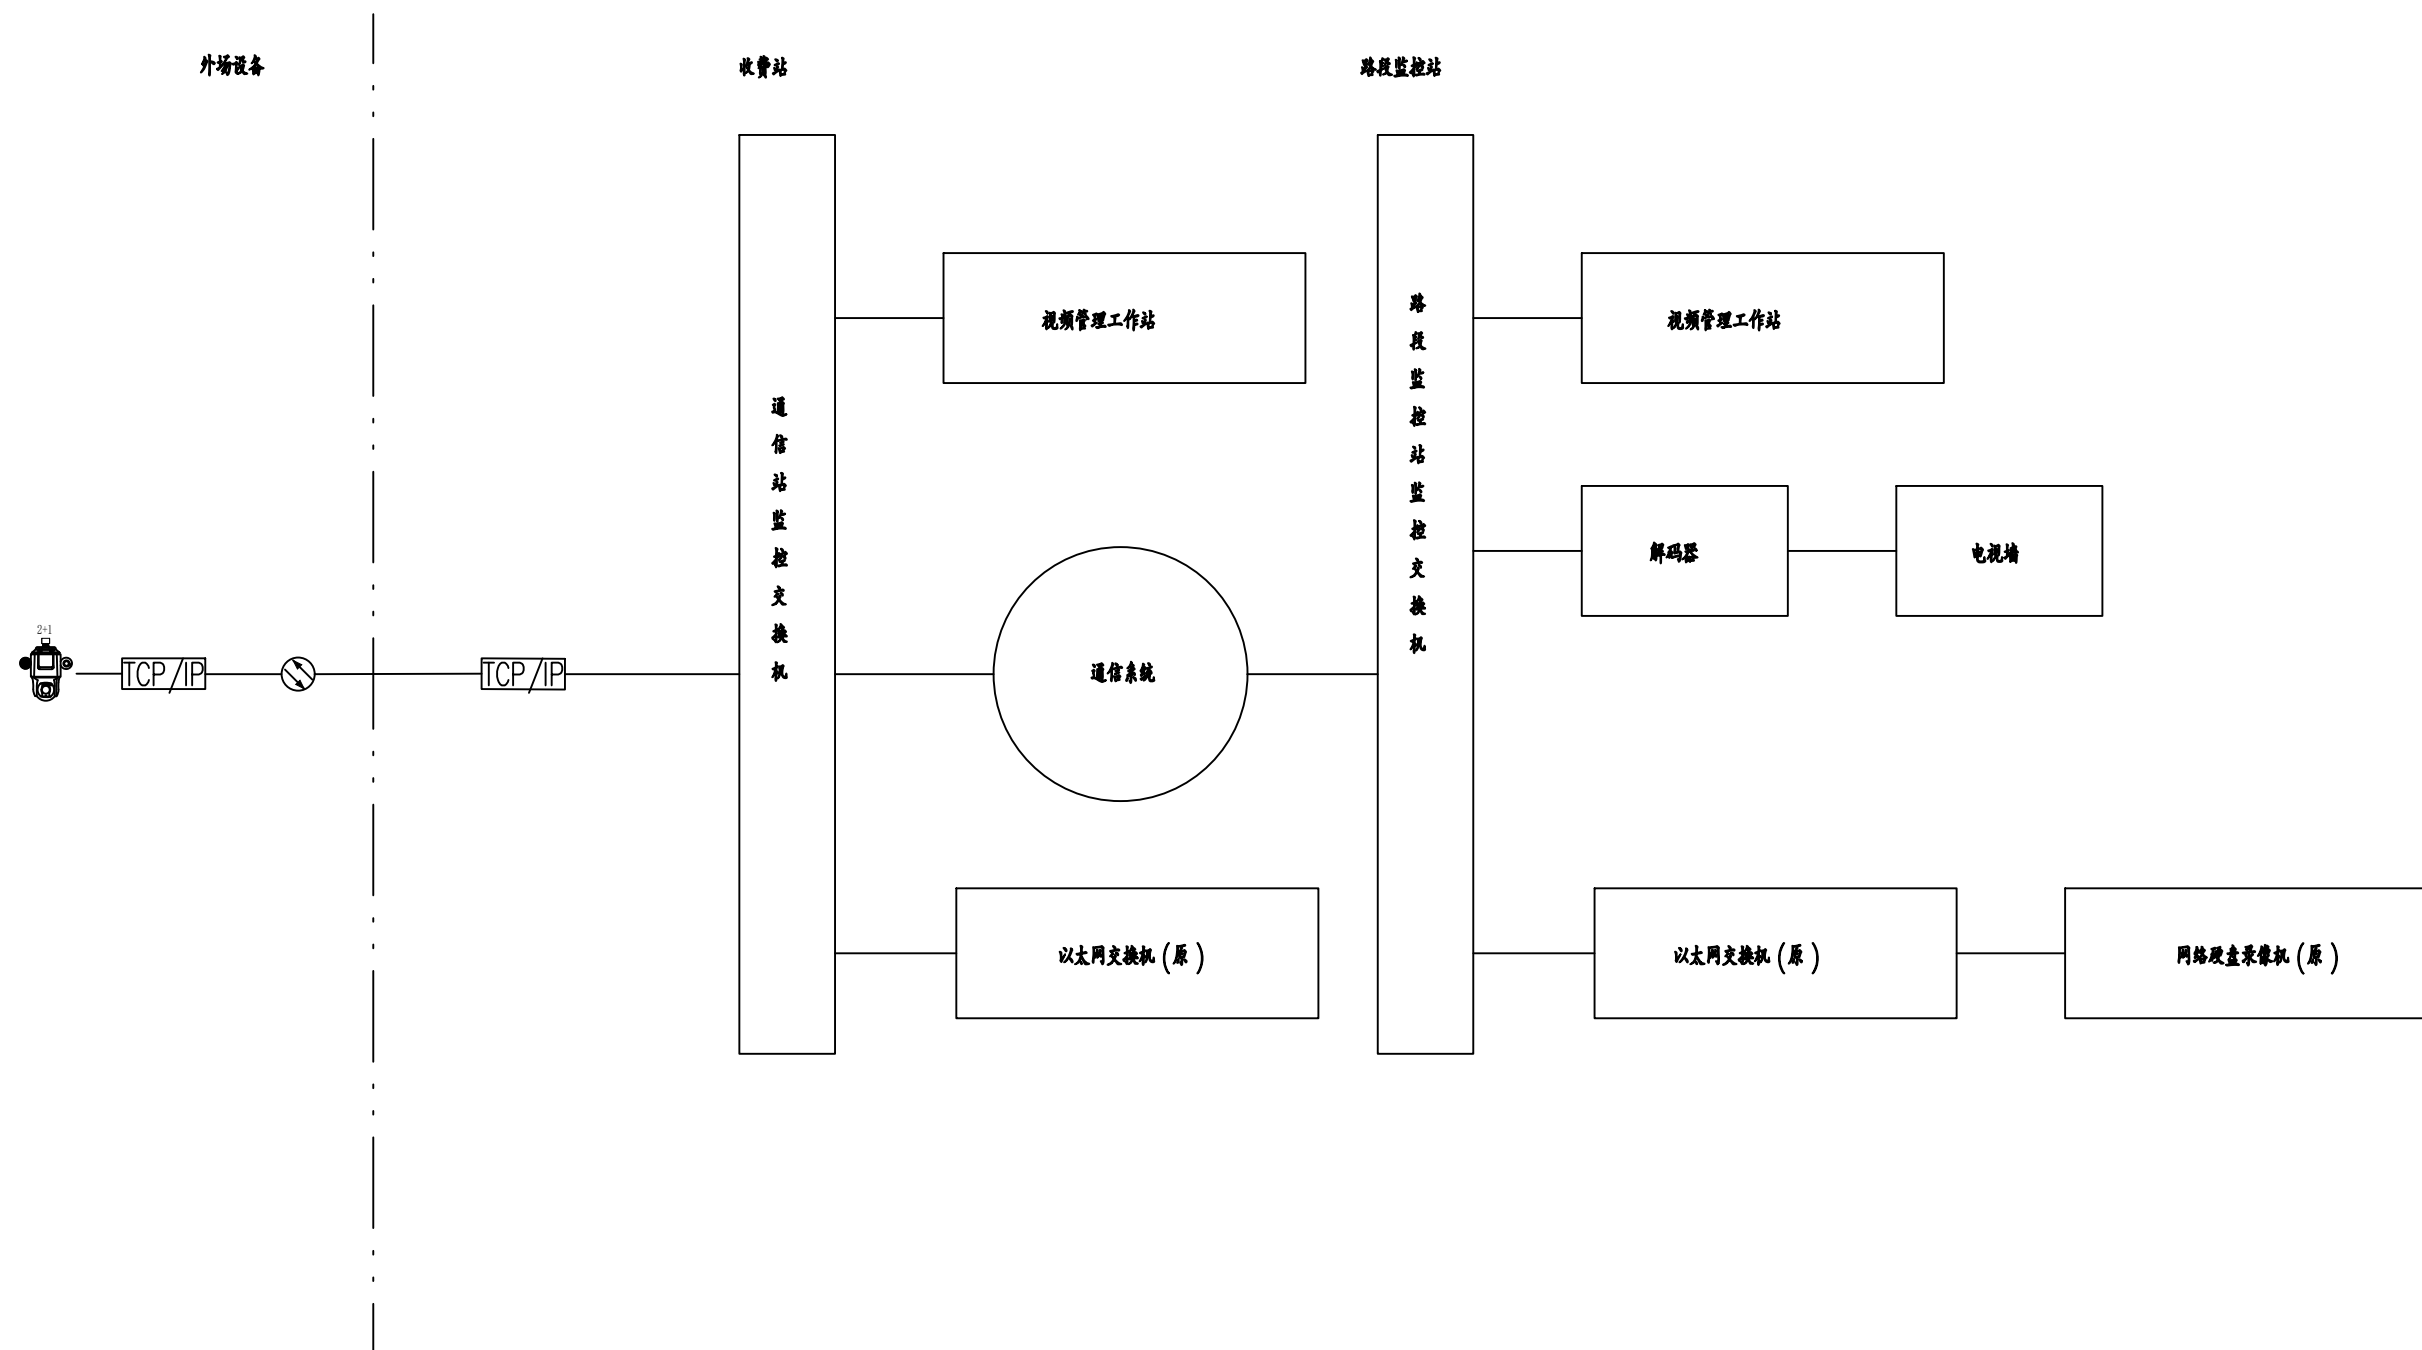 外场设备
收费站
路段监控站
2+1
TCP/IP
TCP/IP
通信站监控交换机
视频管理工作站
通信系统
以太网交换机(原)
路段监控站监控交换机
视频管理工作站
解码器
电视墙
以太网交换机(原)
网络硬盘录像机(原)